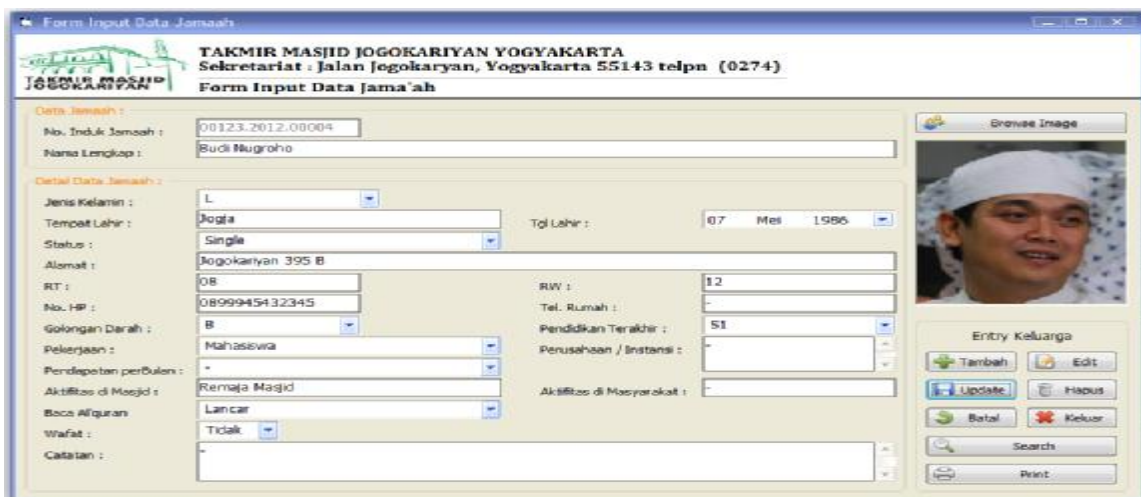 Form Input Data Jamaah
TAKMIR MASJID
JOGOKARIYAN
TAKMIR MASJID JOGOKARIYAN YOGYAKARTA
Sekretariat : Jalan Jogokaryan, Yogyakarta 55143 telpn (0274)
Form Input Data Jama'ah
Data Jamaah :
No. Induk Jamaah : 00123.2012.00004
Nama Lengkap : Budi Nugroho
Detail Data Jamaah :
Jenis Kelamin : L
Tempat Lahir : Jogja Tgl Lahir : 07 Mei 1986
Status : Single
Alamat : Jogokariyan 395 B
RT : 08 RW : 12
No. HP : 0899945432345 Tel. Rumah : -
Golongan Darah : B Pendidikan Terakhir : S1
Pekerjaan : Mahasiswa Perusahaan / Instansi : -
Pendapatan perBulan : -
Aktifitas di Masjid : Remaja Masjid Aktifitas di Masyarakat : -
Baca Al'quran Lancar
Wafat : Tidak
Catatan : -
Browse Image
Entry Keluarga
Tambah Edit
Update Hapus
Batal Keluar
Search
Print